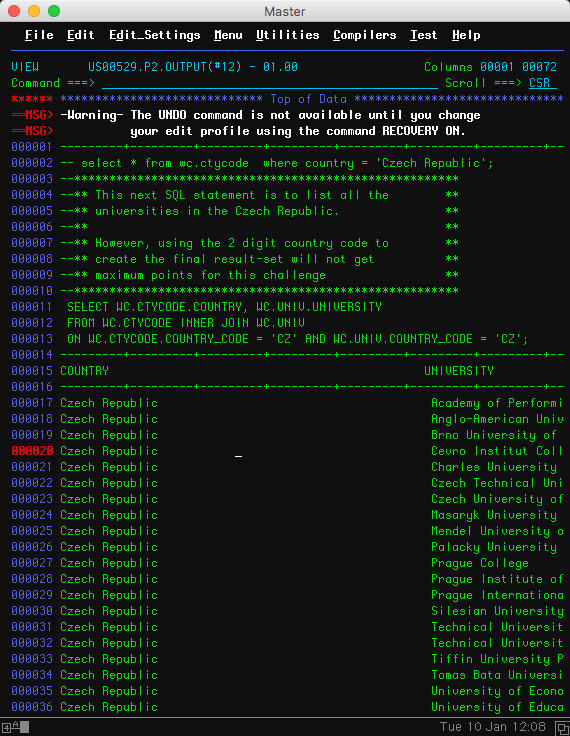 Master
File Edit Edit_Settings Menu Utilities Compilers Test Help
VIEW US00529.P2.OUTPUT(#12) - 01.00 Columns 00001 00072
Command ===> Scroll ===> CSR
****** **************************** Top of Data ******************************
==MSG> -Warning- The UNDO command is not available until you change
==MSG> your edit profile using the command RECOVERY ON.
000001 ---------+---------+---------+---------+---------+---------+---------+--
000002 -- select * from wc.ctycode where country = 'Czech Republic';
000003 --*******************************************************
000004 --** This next SQL statement is to list all the **
000005 --** universities in the Czech Republic. **
000006 --** **
000007 --** However, using the 2 digit country code to **
000008 --** create the final result-set will not get **
000009 --** maximum points for this challenge **
000010 --*******************************************************
000011 SELECT WC.CTYCODE.COUNTRY, WC.UNIV.UNIVERSITY
000012 FROM WC.CTYCODE INNER JOIN WC.UNIV
000013 ON WC.CTYCODE.COUNTRY_CODE = 'CZ' AND WC.UNIV.COUNTRY_CODE = 'CZ';
000014 ---------+---------+---------+---------+---------+---------+---------+--
000015 COUNTRY UNIVERSITY
000016 ---------+---------+---------+---------+---------+---------+---------+--
000017 Czech Republic Academy of Performi
000018 Czech Republic Anglo-American Univ
000019 Czech Republic Brno University of
000020 Czech Republic _ Cevro Institut Coll
000021 Czech Republic Charles University
000022 Czech Republic Czech Technical Uni
000023 Czech Republic Czech University of
000024 Czech Republic Masaryk University
000025 Czech Republic Mendel University o
000026 Czech Republic Palacky University
000027 Czech Republic Prague College
000028 Czech Republic Prague Institute of
000029 Czech Republic Prague Internationa
000030 Czech Republic Silesian University
000031 Czech Republic Technical Universit
000032 Czech Republic Technical Universit
000033 Czech Republic Tiffin University P
000034 Czech Republic Tomas Bata Universi
000035 Czech Republic University of Econo
000036 Czech Republic University of Educa
4 A Tue 10 Jan 12:08